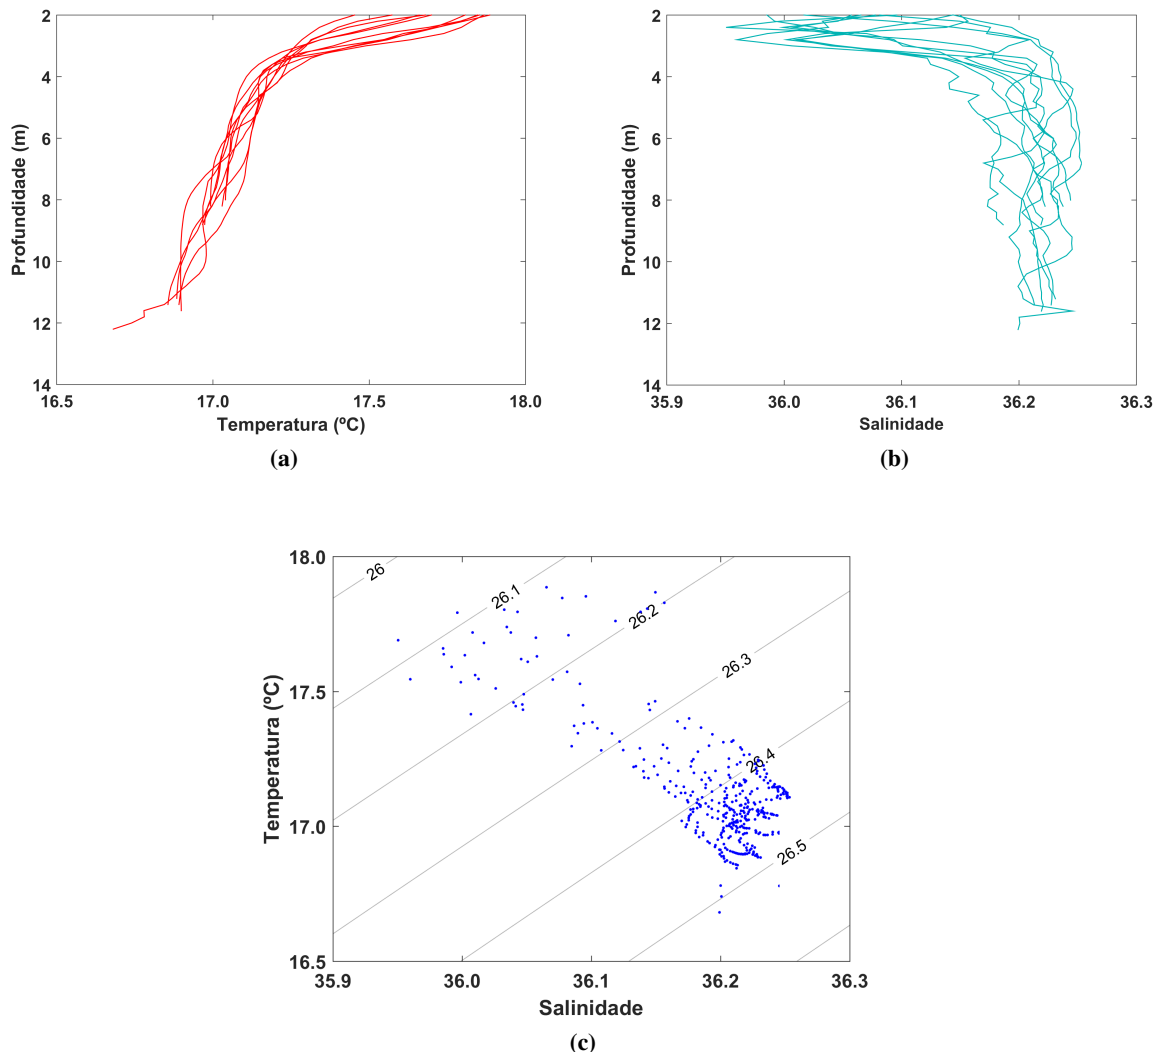 2
4
6
8
10
12
14
16.5 17.0 17.5 18.0
Profundidade (m)
Temperatura (ºC)
(a)
2
4
6
8
10
12
14
35.9 36.0 36.1 36.2 36.3
Profundidade (m)
Salinidade
(b)
18.0
17.5
17.0
16.5
35.9 36.0 36.1 36.2 36.3
Temperatura (ºC)
Salinidade
26
26.1
26.2
26.3
26.4
26.5
(c)